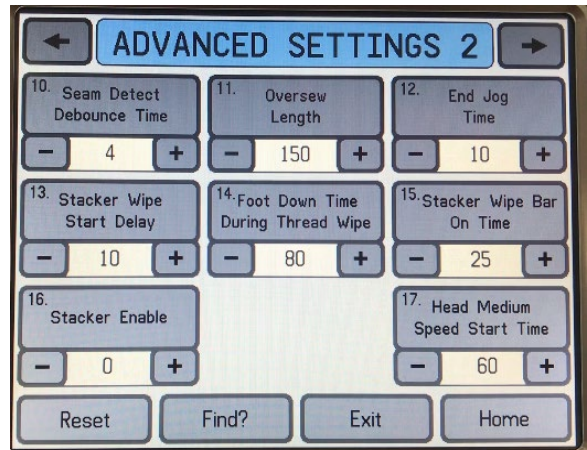 ADVANCED SETTINGS 2
10. Seam Detect
Debounce Time
11. Oversew
Length
12. End Jog
Time
- 4 +
- 150 +
- 10 +
13. Stacker Wipe
Start Delay
14. Foot Down Time
During Thread Wipe
15. Stacker Wipe Bar
On Time
- 10 +
- 80 +
- 25 +
16. Stacker Enable
17. Head Medium
Speed Start Time
- 0 +
- 60 +
Reset
Find?
Exit
Home